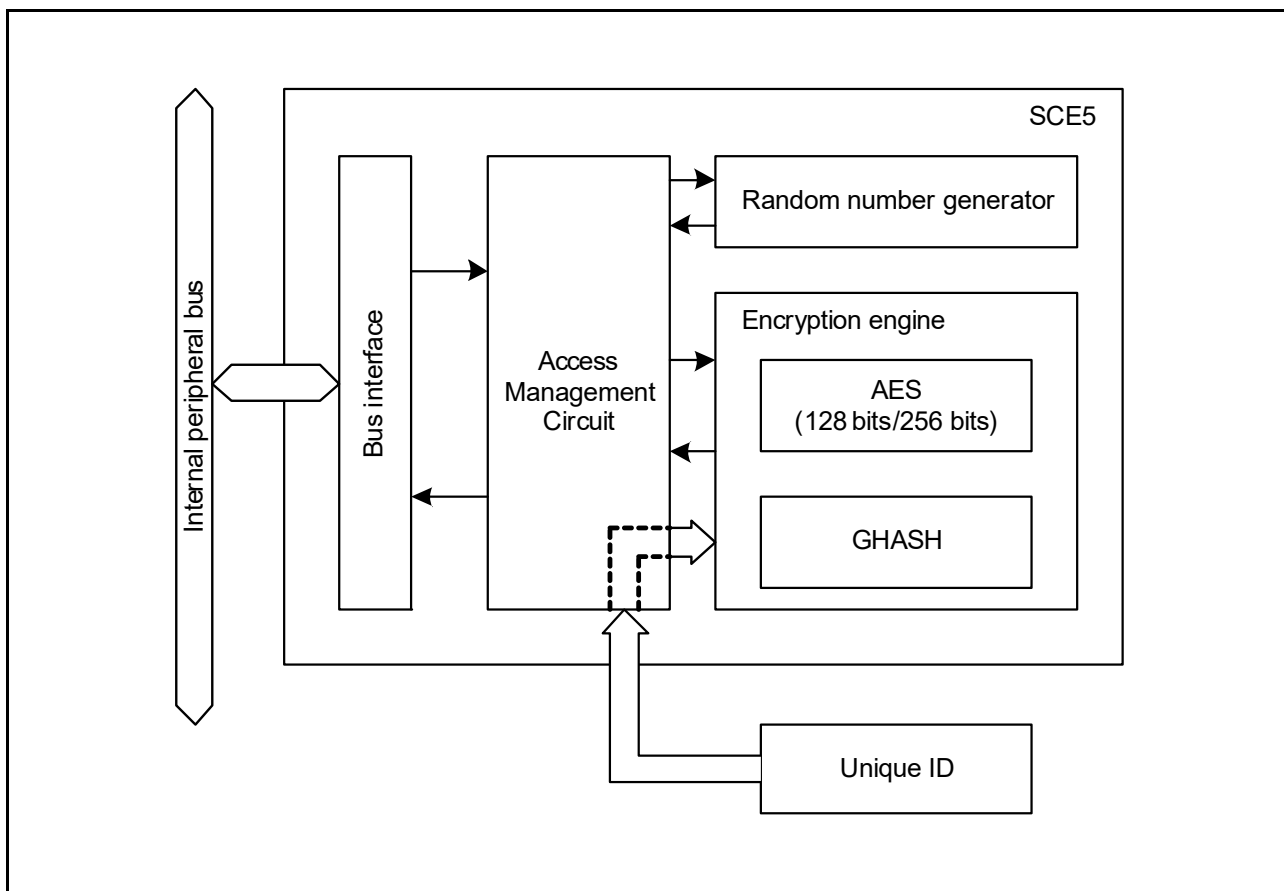 SCE5
Internal peripheral bus
Bus interface
Access
Management
Circuit
Random number generator
Encryption engine
AES
(128 bits/256 bits)
GHASH
Unique ID